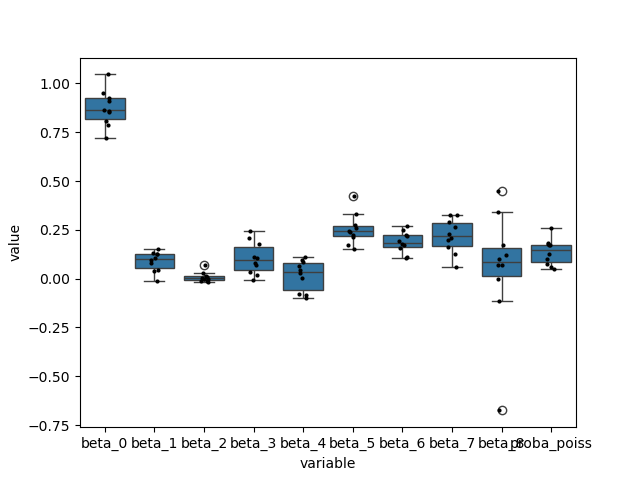 1.00
0.75
0.50
0.25
0.00
−0.25
−0.50
−0.75
value
beta_0 beta_1 beta_2 beta_3 beta_4 beta_5 beta_6 beta_7 beta_8 proba_poiss
variable